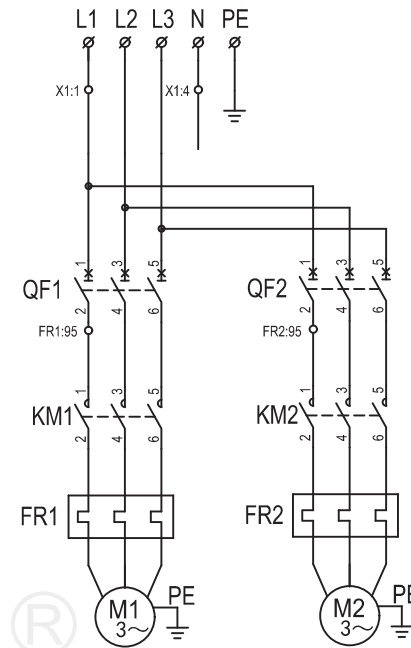 L1 L2 L3 N PE
X1:1 X1:4
1 3 5 1 3 5
QF1 QF2
2 4 6 2 4 6
FR1:95 FR2:95
1 3 5 1 3 5
KM1 KM2
2 4 6 2 4 6
FR1 FR2
PE PE
M1 M2
3~ 3~
®